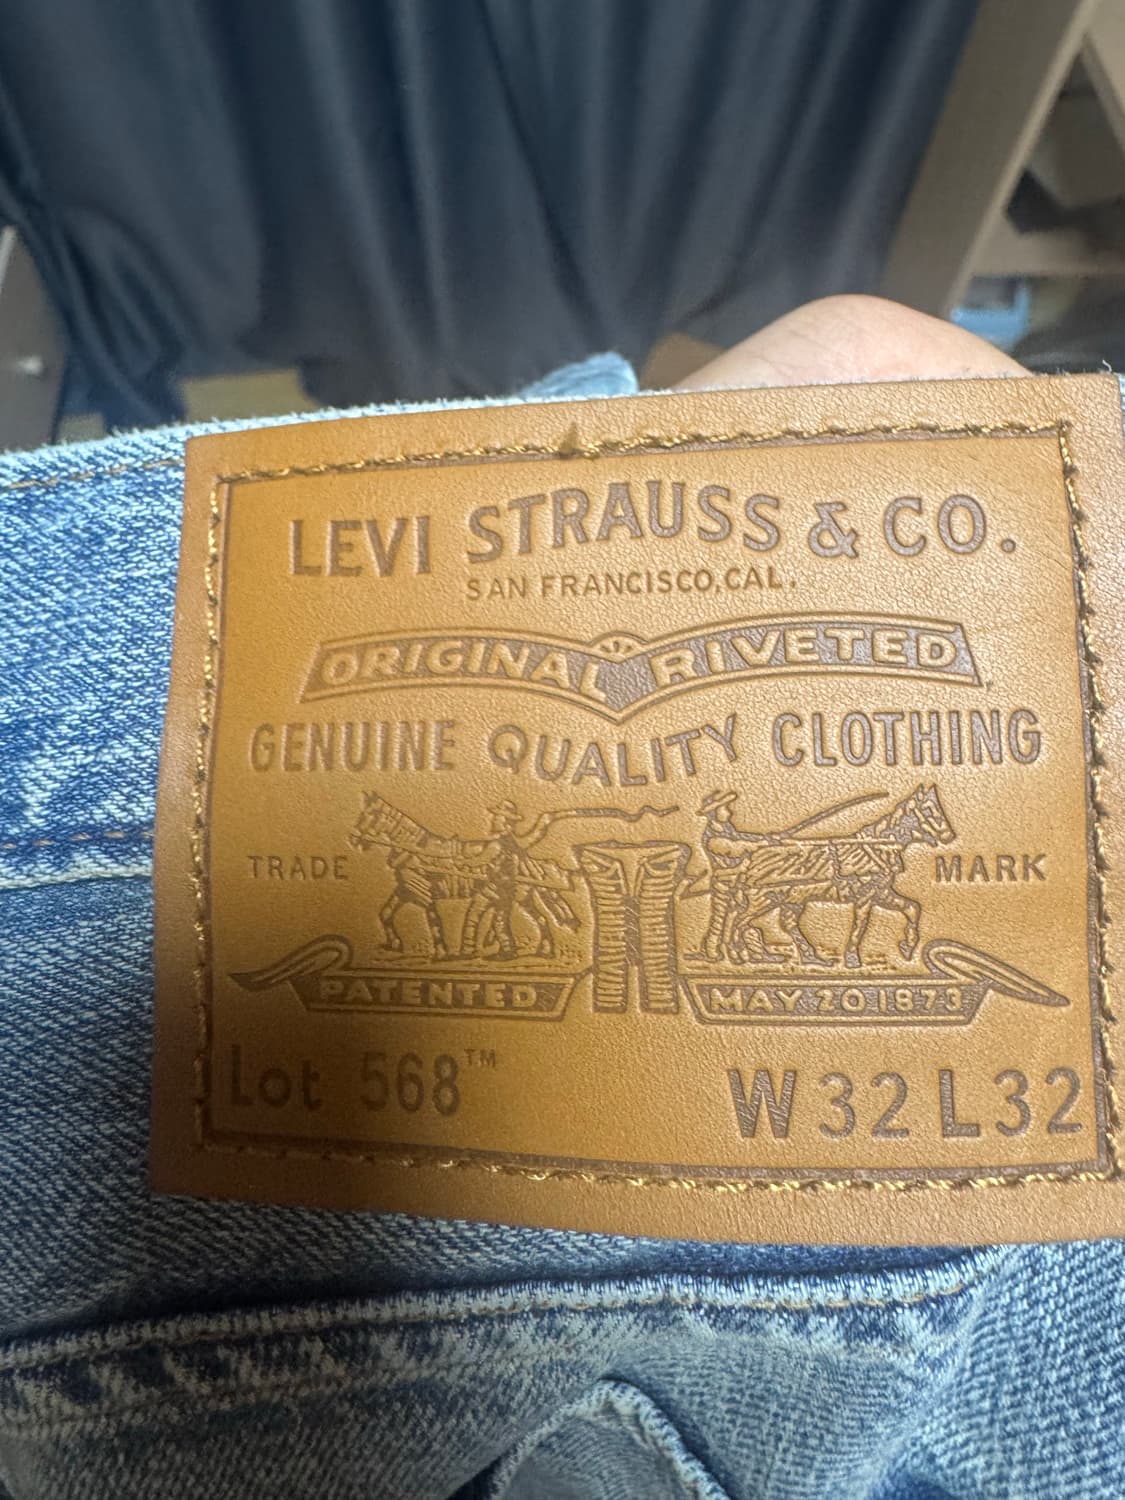 LEVI STRAUSS & CO.
SAN FRANCISCO, CAL.
ORIGINAL RIVETED
GENUINE QUALITY CLOTHING
TRADE MARK
PATENTED MAY 20 1873
Lot 568™ W32 L32